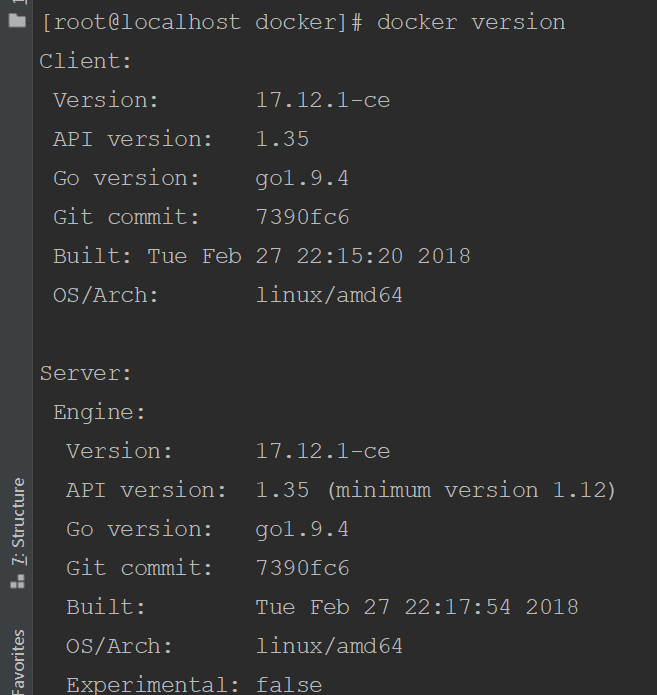 [root@localhost docker]# docker version
Client:
 Version:       17.12.1-ce
 API version:   1.35
 Go version:    go1.9.4
 Git commit:    7390fc6
 Built: Tue Feb 27 22:15:20 2018
 OS/Arch:       linux/amd64

Server:
 Engine:
  Version:      17.12.1-ce
  API version:  1.35 (minimum version 1.12)
  Go version:   go1.9.4
  Git commit:   7390fc6
  Built:        Tue Feb 27 22:17:54 2018
  OS/Arch:      linux/amd64
  Experimental: false
7: Structure
Favorites